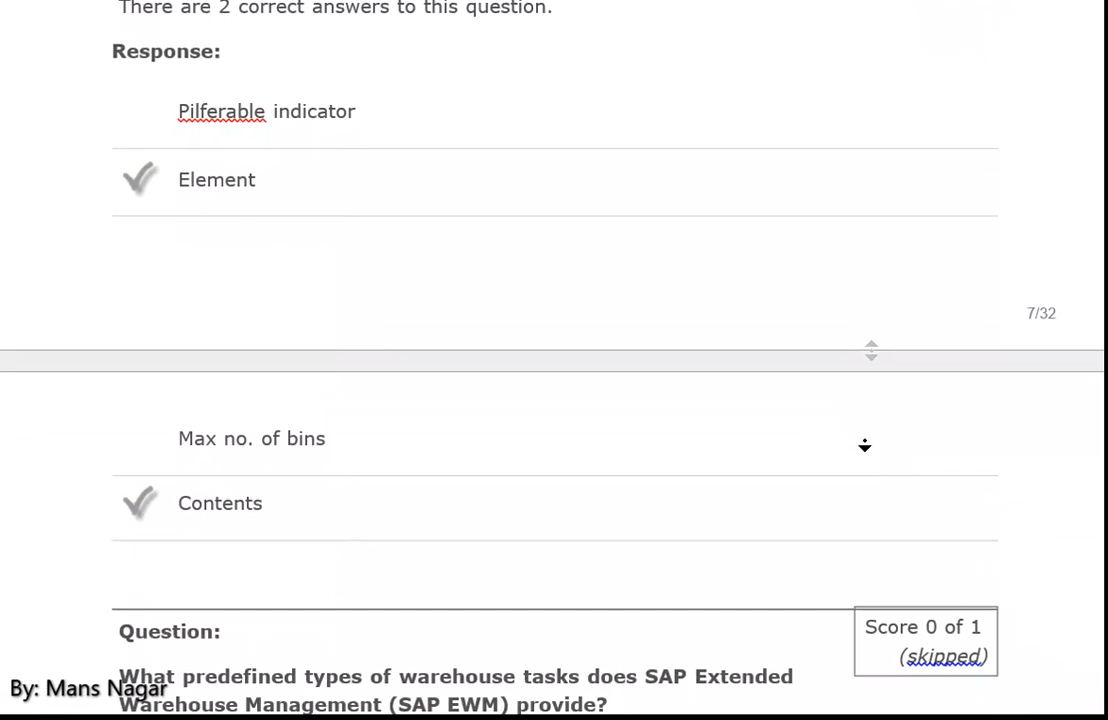 There are 2 correct answers to this question.
Response:
Pilferable indicator
Element
7/32
Max no. of bins
Contents
Question:
Score 0 of 1
(skipped)
What predefined types of warehouse tasks does SAP Extended
Warehouse Management (SAP EWM) provide?
By: Mans Nagar